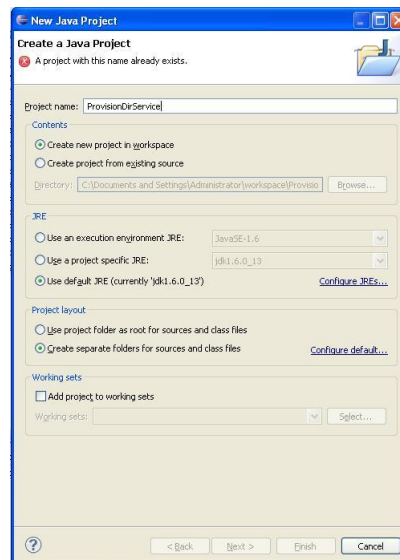 New Java Project
Create a Java Project
A project with this name already exists.
Project name: ProvisionDirService
Contents
Create new project in workspace
Create project from existing source
Directory: C:\Documents and Settings\Administrator\workspace\Provisio Browse...
JRE
Use an execution environment JRE: JavaSE-1.6
Use a project specific JRE: jdk1.6.0_13
Use default JRE (currently 'jdk1.6.0_13') Configure JREs...
Project layout
Use project folder as root for sources and class files
Create separate folders for sources and class files Configure default...
Working sets
Add project to working sets
Working sets: Select...
? < Back Next > Finish Cancel